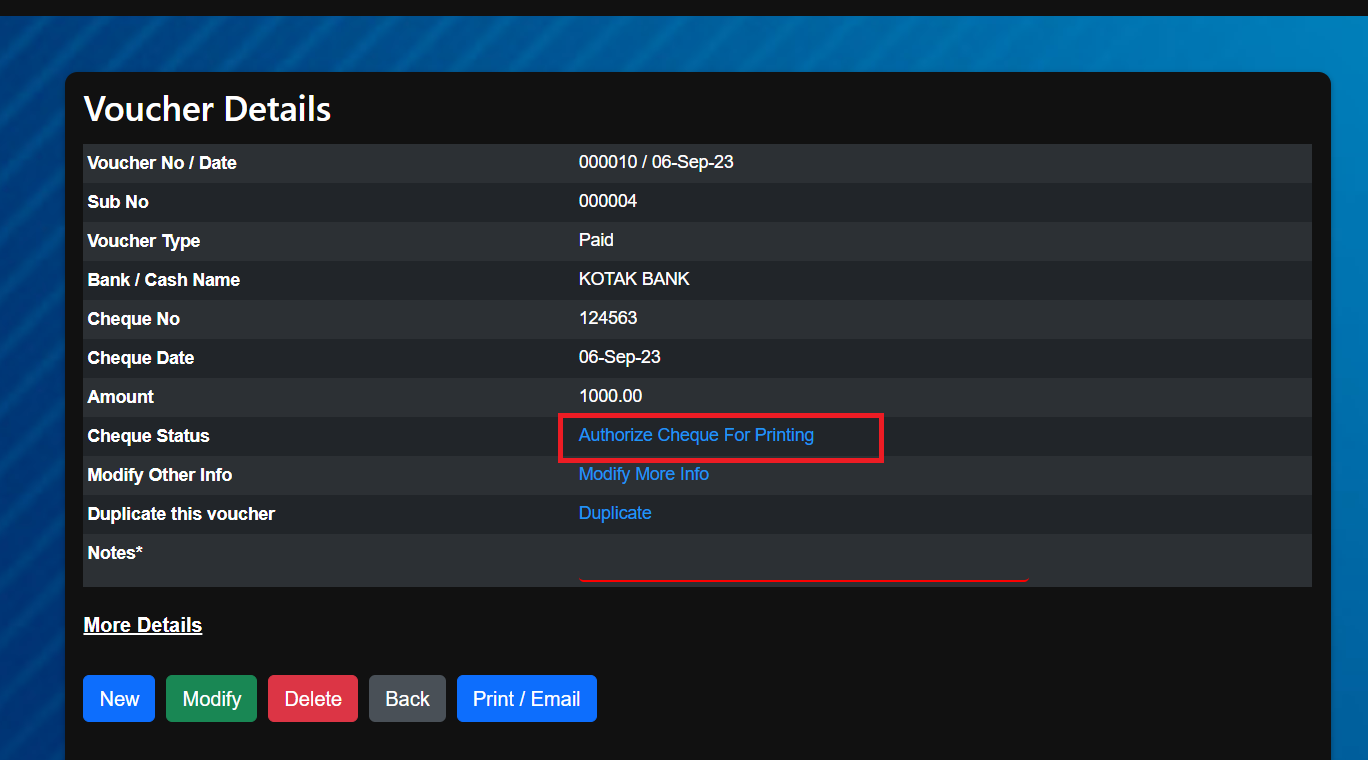 Voucher Details
Voucher No / Date 000010 / 06-Sep-23
Sub No 000004
Voucher Type Paid
Bank / Cash Name KOTAK BANK
Cheque No 124563
Cheque Date 06-Sep-23
Amount 1000.00
Cheque Status Authorize Cheque For Printing
Modify Other Info Modify More Info
Duplicate this voucher Duplicate
Notes*
More Details
New Modify Delete Back Print / Email